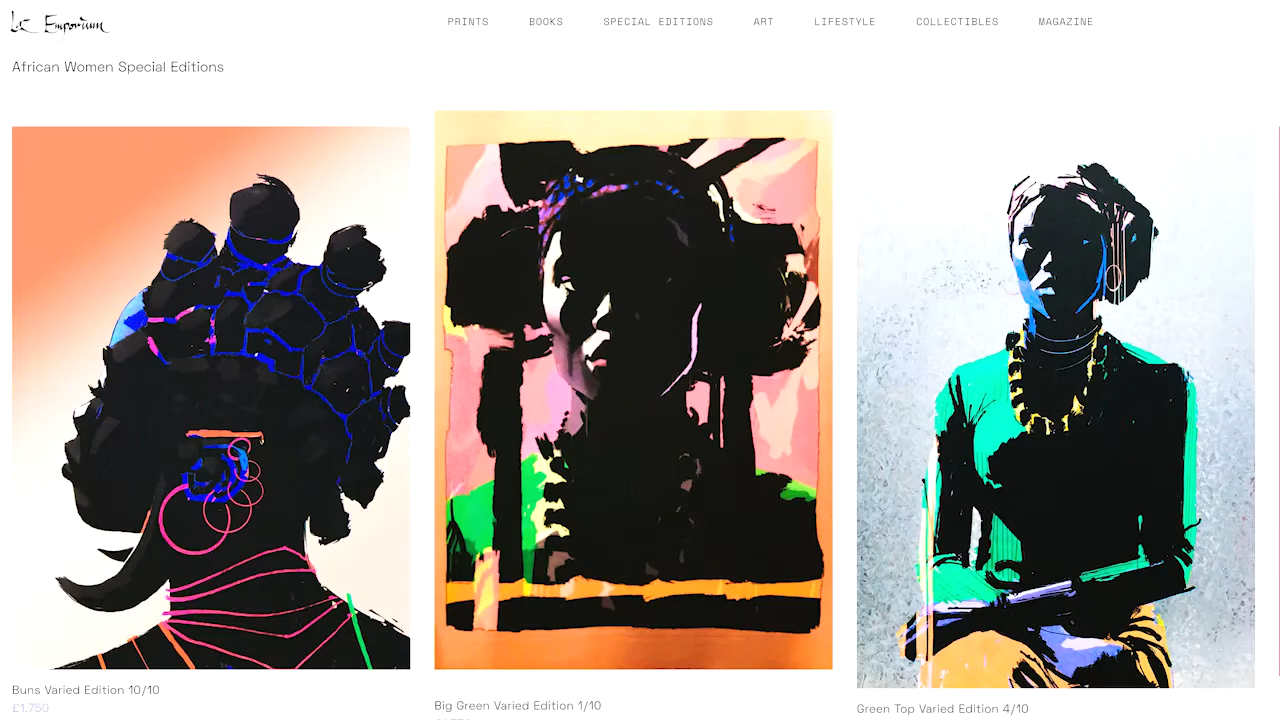 Le Emporium
PRINTS BOOKS SPECIAL EDITIONS ART LIFESTYLE COLLECTIBLES MAGAZINE
African Women Special Editions
Buns Varied Edition 10/10
£1,750
Big Green Varied Edition 1/10
Green Top Varied Edition 4/10